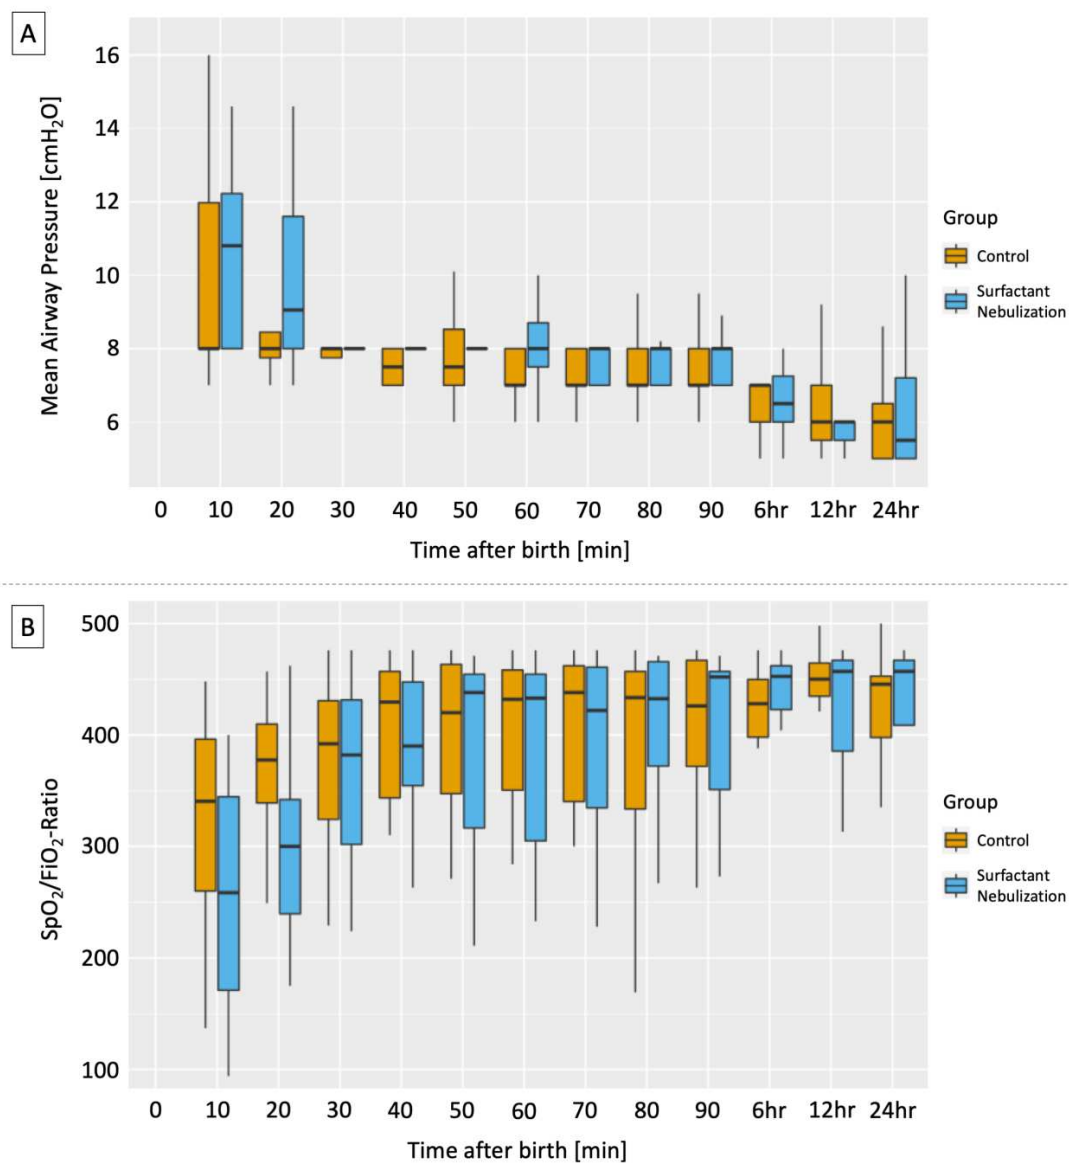 A
Mean Airway Pressure [cmH₂O]
16
14
12
10
8
6
0 10 20 30 40 50 60 70 80 90 6hr 12hr 24hr
Time after birth [min]
Group
Control
Surfactant
Nebulization
B
SpO₂/FiO₂-Ratio
500
400
300
200
100
0 10 20 30 40 50 60 70 80 90 6hr 12hr 24hr
Time after birth [min]
Group
Control
Surfactant
Nebulization